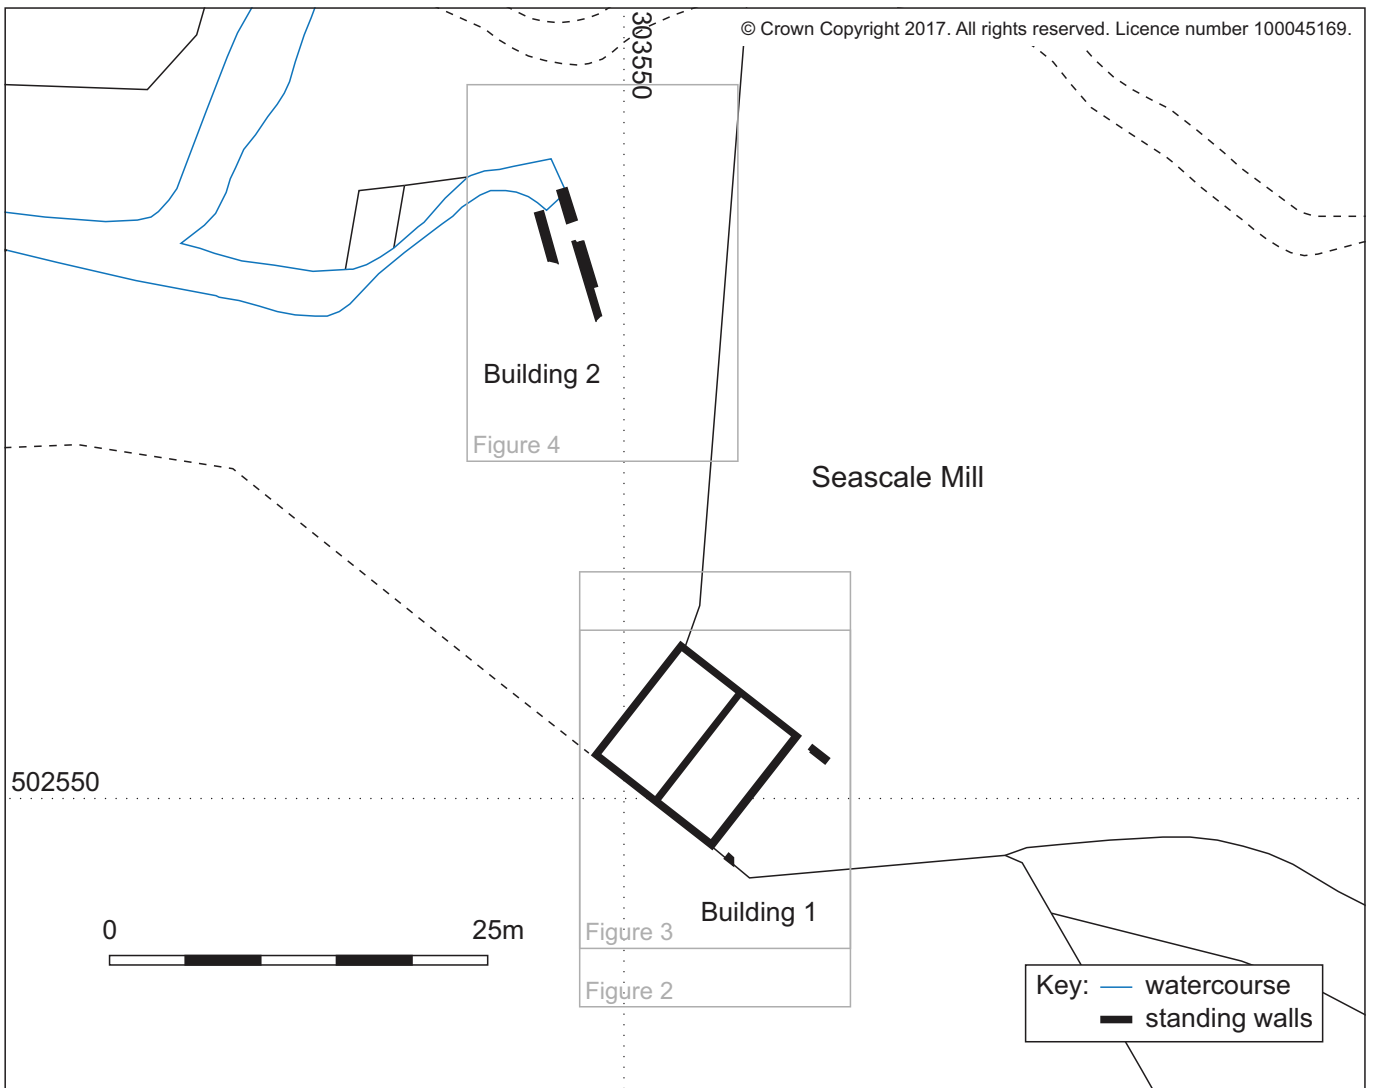 © Crown Copyright 2017. All rights reserved. Licence number 100045169.
303550
Building 2
Figure 4
Seascale Mill
502550
Building 1
Figure 3
0 25m
Figure 2
Key: watercourse
standing walls